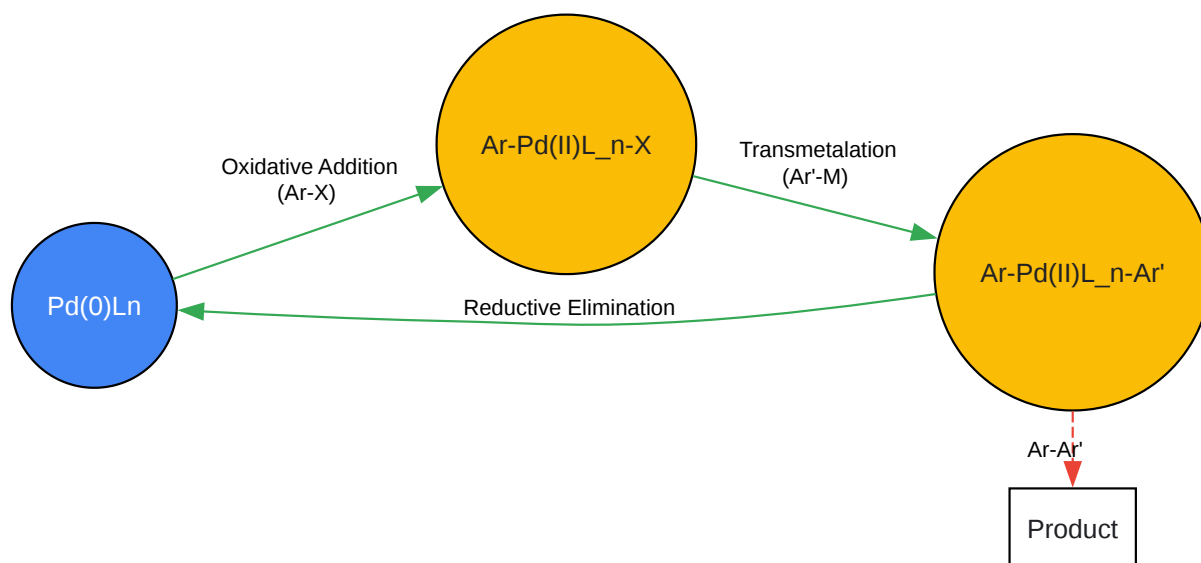 Ar-Pd(II)L_n-X
Oxidative Addition
(Ar-X)
Transmetalation
(Ar'-M)
Pd(0)Ln
Reductive Elimination
Ar-Pd(II)L_n-Ar'
Ar-Ar'
Product